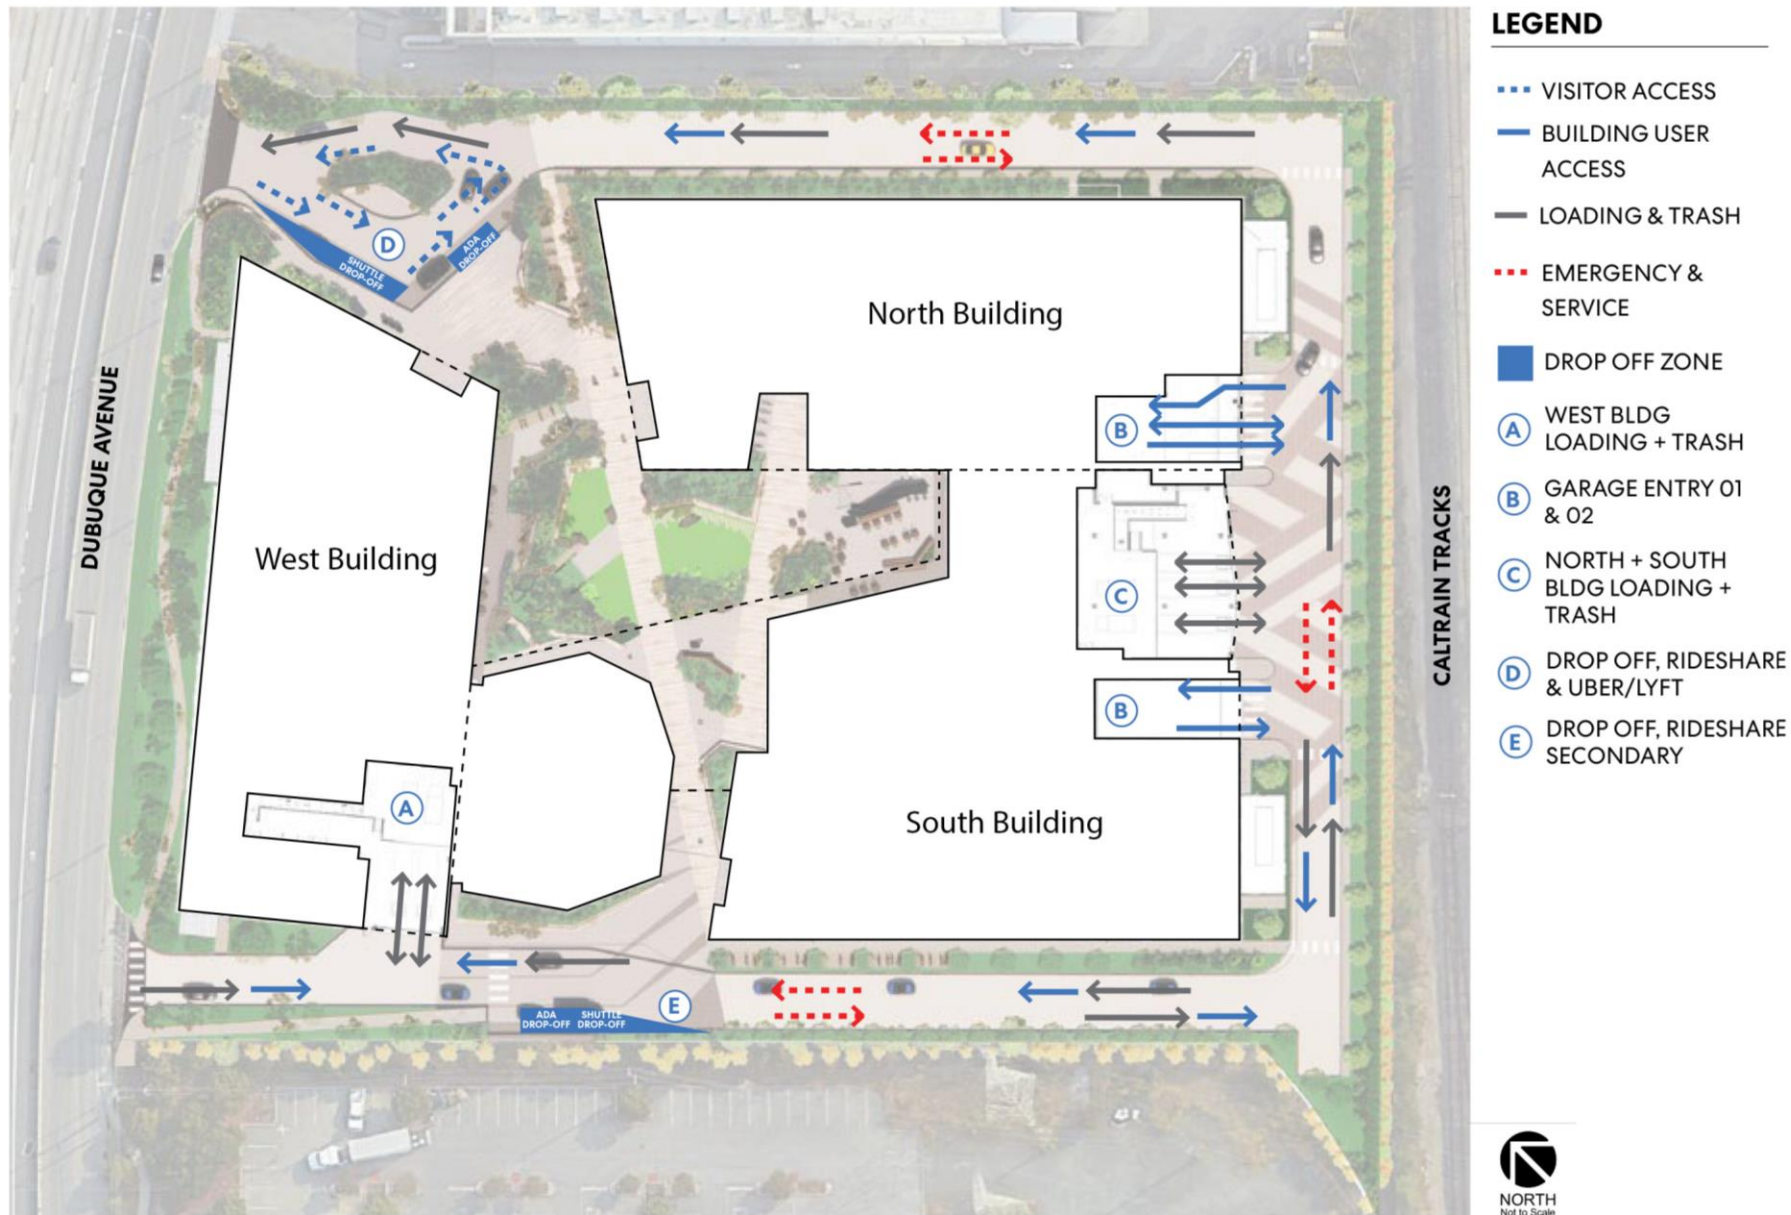 LEGEND
VISITOR ACCESS
BUILDING USER
ACCESS
LOADING & TRASH
EMERGENCY &
SERVICE
DROP OFF ZONE
A
WEST BLDG
LOADING + TRASH
B
GARAGE ENTRY 01
& 02
C
NORTH + SOUTH
BLDG LOADING +
TRASH
D
DROP OFF, RIDESHARE
& UBER/LYFT
E
DROP OFF, RIDESHARE
SECONDARY
D
SHUTTLE
DROP-OFF
ADA
DROP-OFF
North Building
DUBUQUE AVENUE
B
West Building
C
CALTRAIN TRACKS
B
A
South Building
E
ADA
DROP-OFF
SHUTTLE
DROP-OFF
NORTH
Not to Scale